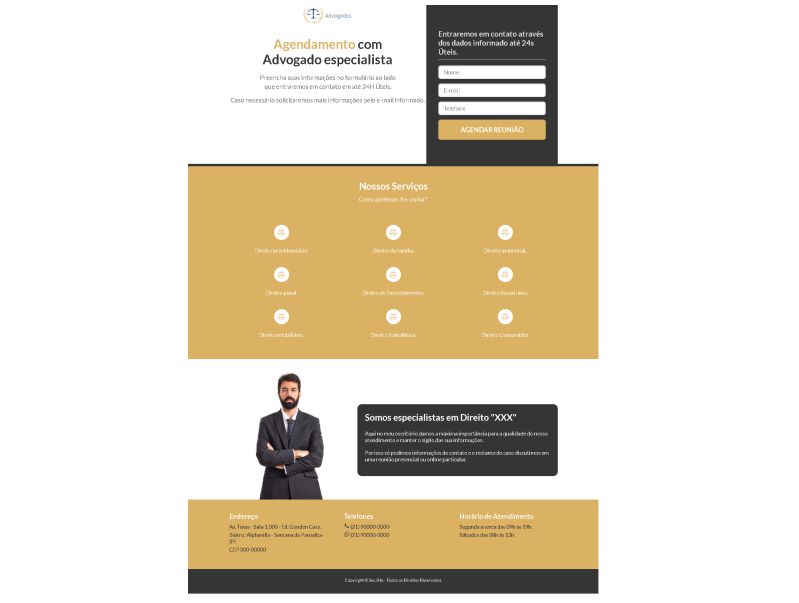 Advogados
Agendamento com
Advogado especialista
Preencha suas informações no formulário ao lado
que entraremos em contato em até 24H Úteis.
Caso necessário solicitaremos mais informações pelo e-mail informado.
Entraremos em contato através
dos dados informado até 24s
Úteis.
Nome
E-mail
Telefone
AGENDAR REUNIÃO
Nossos Serviços
Como podemos lhe ajudar?
Direito previdenciário.
Direito da família.
Direito ambiental.
Direito penal.
Direito de Entretenimento.
Direito Securitário.
Direito imobiliário.
Direito Trabalhista.
Direito Consumidor.
Somos especialistas em Direito "XXX"
Aqui no meu escritório damos a máxima importância para a qualidade do nosso
atendimento e manter o sigilo das suas informações.
Por isso só pedimos informações de contato e o restante do caso discutimos em
uma reunião presencial ou online particular.
Endereço
Av. Texas - Sala 1.000 - Ed. Gooden Gate.
Bairro: Alphaville - Santana de Parnaíba-
SP.
CEP 000-00000
Telefones
(21) 90000-0000
(21) 90000-0000
Horário de Atendimento
Segunda a sexta das 09h às 19h.
Sábados das 08h às 13h
Copyright © Seu Site - Todos os Direitos Reservados